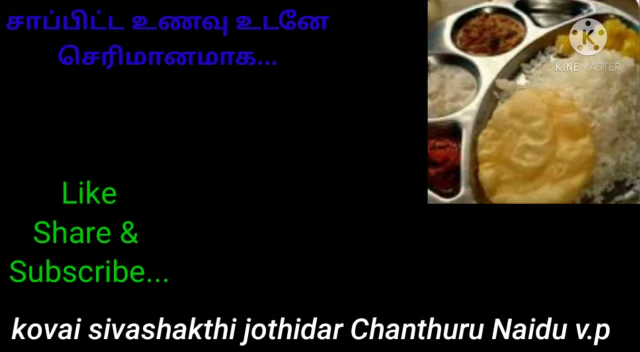 சாப்பிட்ட உணவு உடனே
செரிமானமாக...
KINEMASTER
Like
Share &
Subscribe...
kovai sivashakthi jothidar Chanthuru Naidu v.p